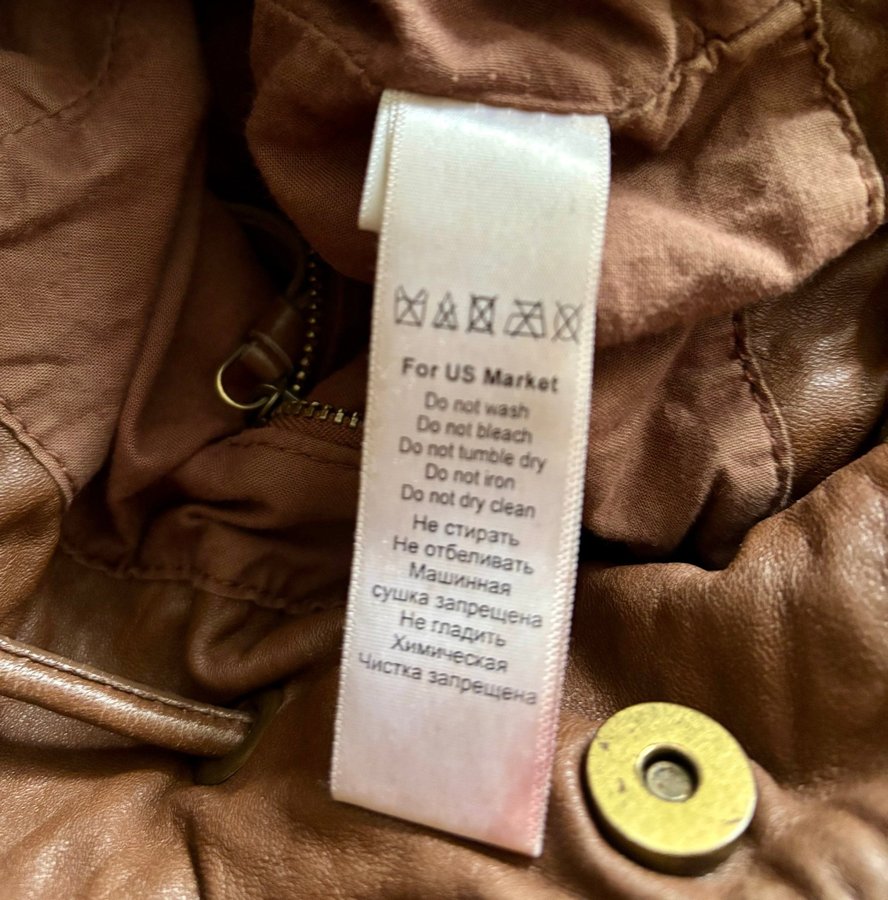 For US Market
Do not wash
Do not bleach
Do not tumble dry
Do not iron
Do not dry clean
Не стирать
Не отбеливать
Машинная
сушка запрещена
Не гладить
Химическая
Чистка запрещена